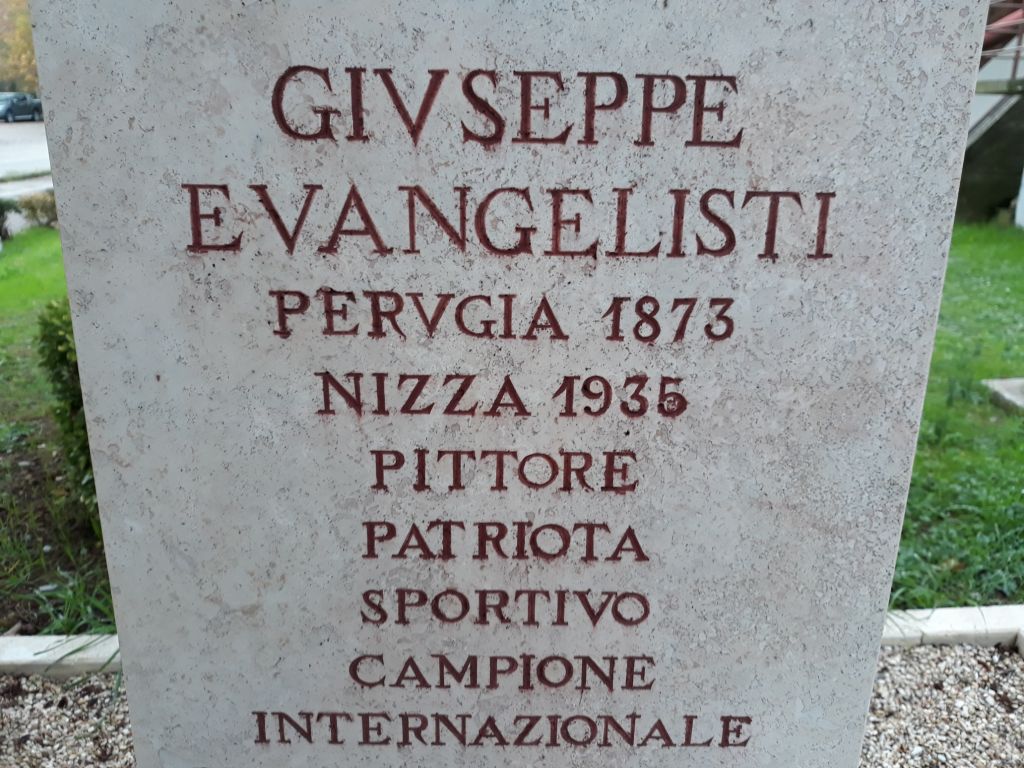 GIVSEPPE
EVANGELISTI
PERVGIA 1873
NIZZA 1935
PITTORE
PATRIOTA
SPORTIVO
CAMPIONE
INTERNAZIONALE